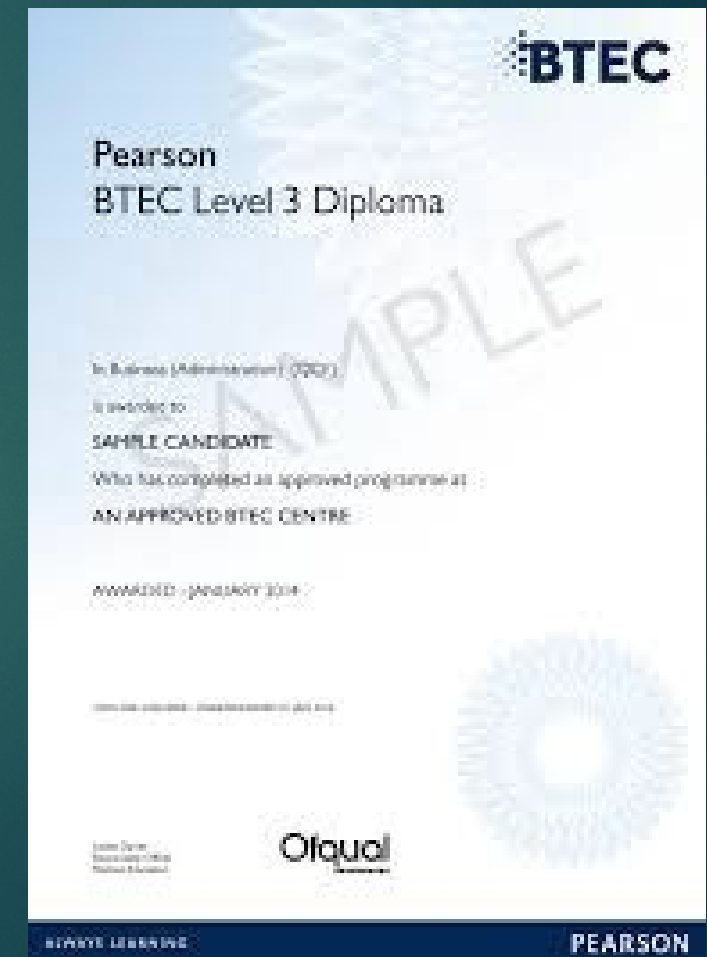 BTEC
Pearson
BTEC Level 3 Diploma
SAMPLE
In Business (Administration)
is awarded to
SAMPLE CANDIDATE
Who has completed an approved programme at
AN APPROVED BTEC CENTRE
AWARDED - JANUARY 2014
Ofqual
ALWAYS LEARNING
PEARSON